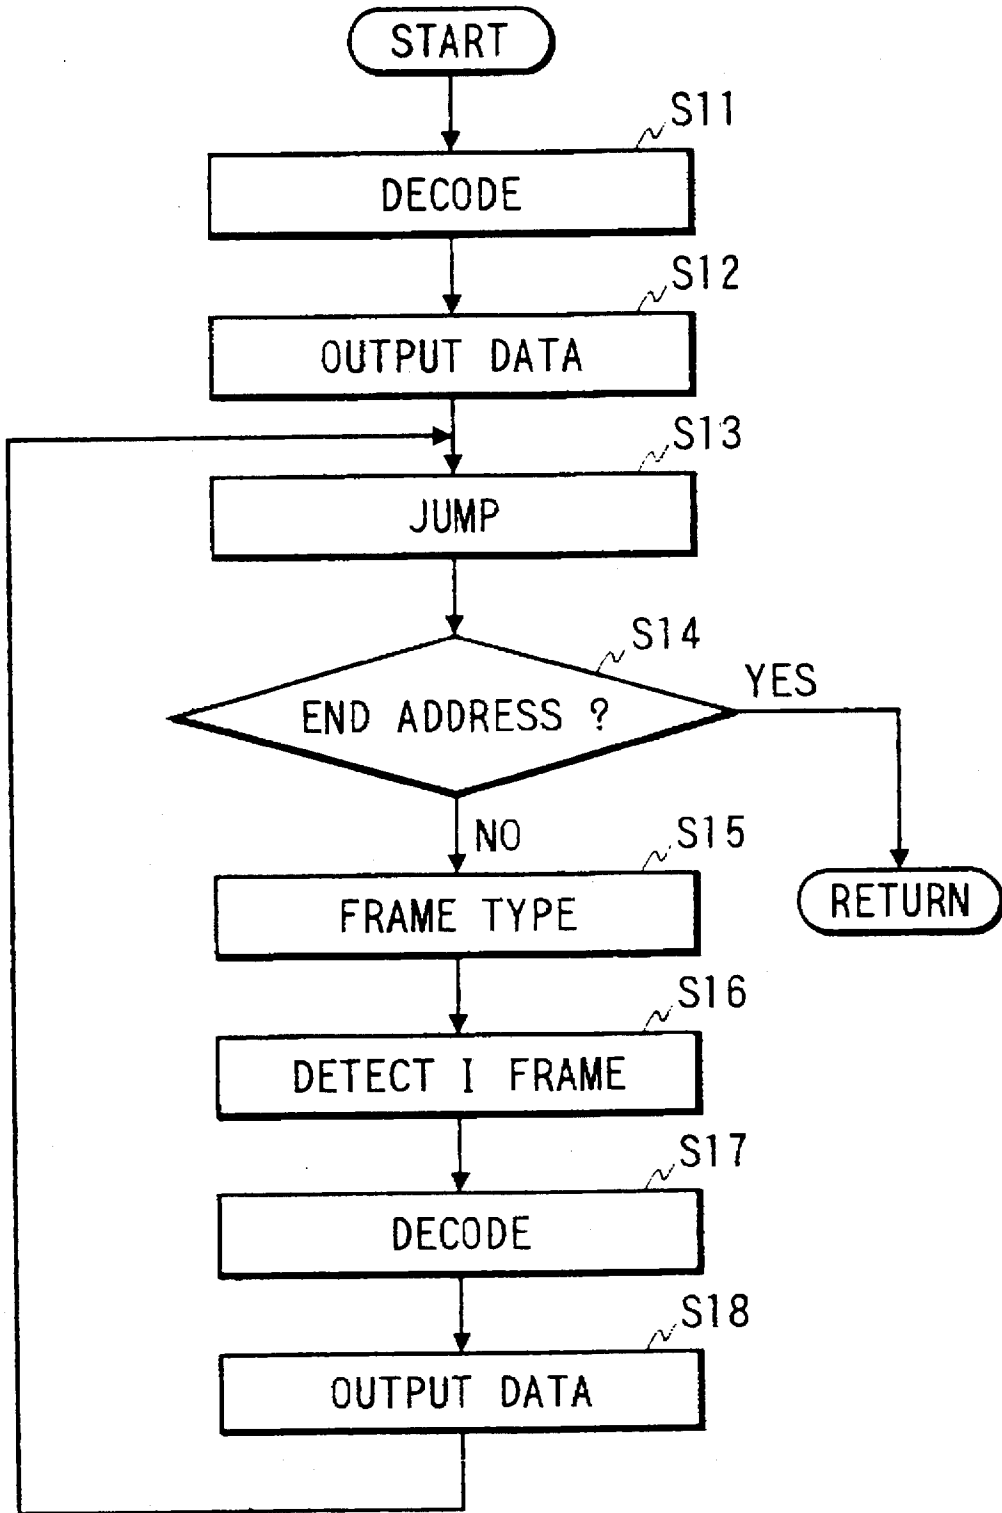 START
S11
DECODE
S12
OUTPUT DATA
S13
JUMP
S14
END ADDRESS ?
YES
NO
S15
FRAME TYPE
RETURN
S16
DETECT I FRAME
S17
DECODE
S18
OUTPUT DATA